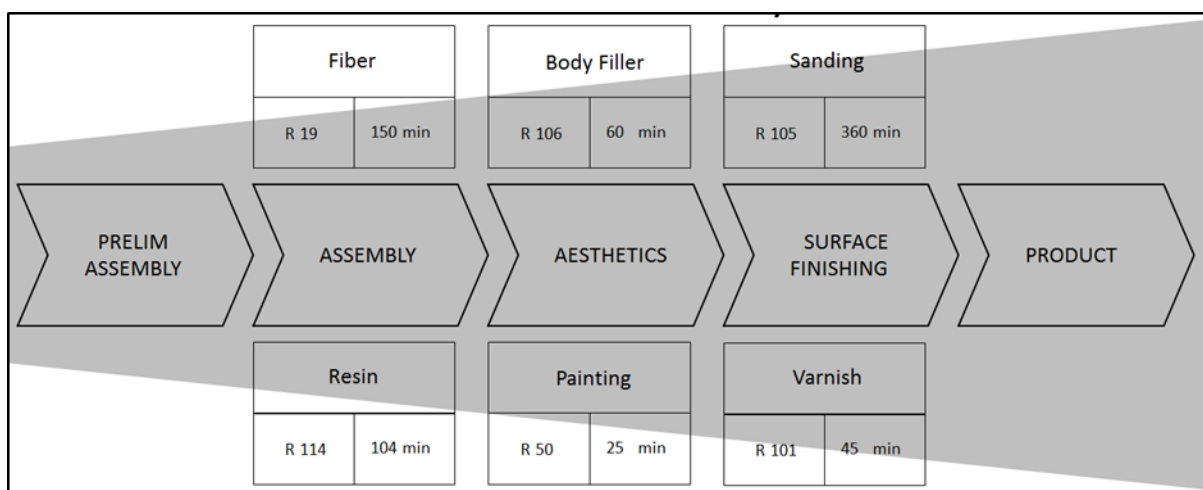 Fiber
Body Filler
Sanding
R 19
150 min
R 106
60 min
R 105
360 min
PRELIM
ASSEMBLY
ASSEMBLY
AESTHETICS
SURFACE
FINISHING
PRODUCT
Resin
Painting
Varnish
R 114
104 min
R 50
25 min
R 101
45 min